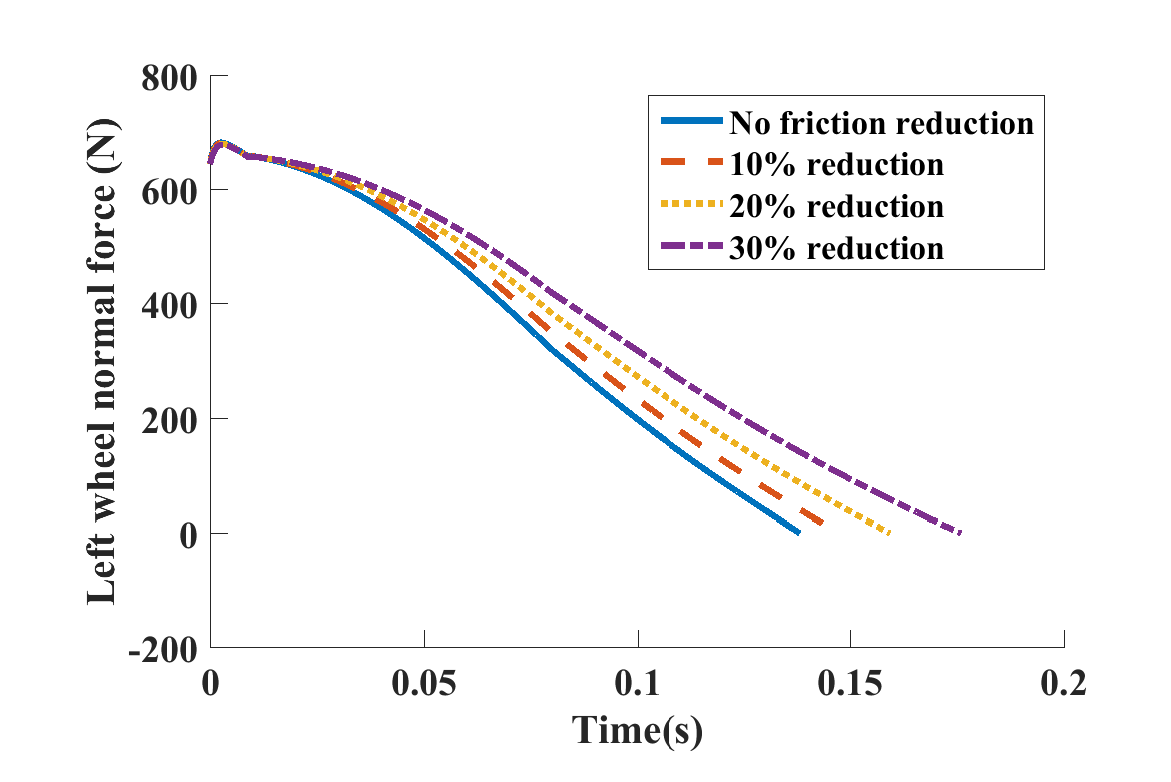 800
600
400
200
0
-200
0
0.05
0.1
0.15
0.2
Time(s)
Left wheel normal force (N)
No friction reduction
10% reduction
20% reduction
30% reduction